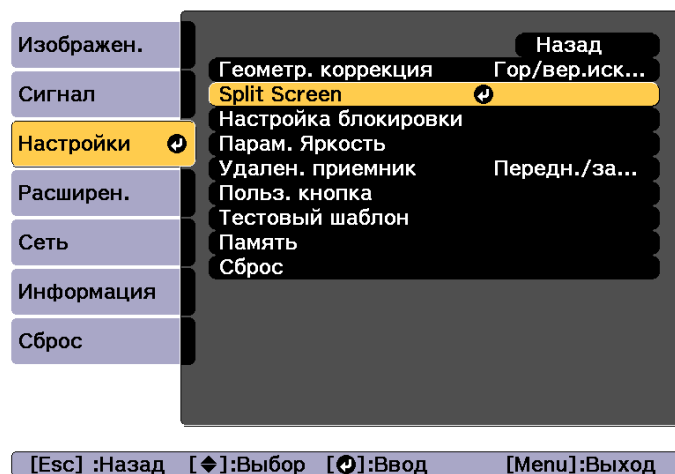 Изображен.
Сигнал
Настройки
Расширен.
Сеть
Информация
Сброс
Назад
Геометр. коррекция Гор/вер.иск...
Split Screen
Настройка блокировки
Парам. Яркость
Удален. приемник Передн./за...
Польз. кнопка
Тестовый шаблон
Память
Сброс
[Esc] :Назад [◆]:Выбор [↵]:Ввод [Menu]:Выход